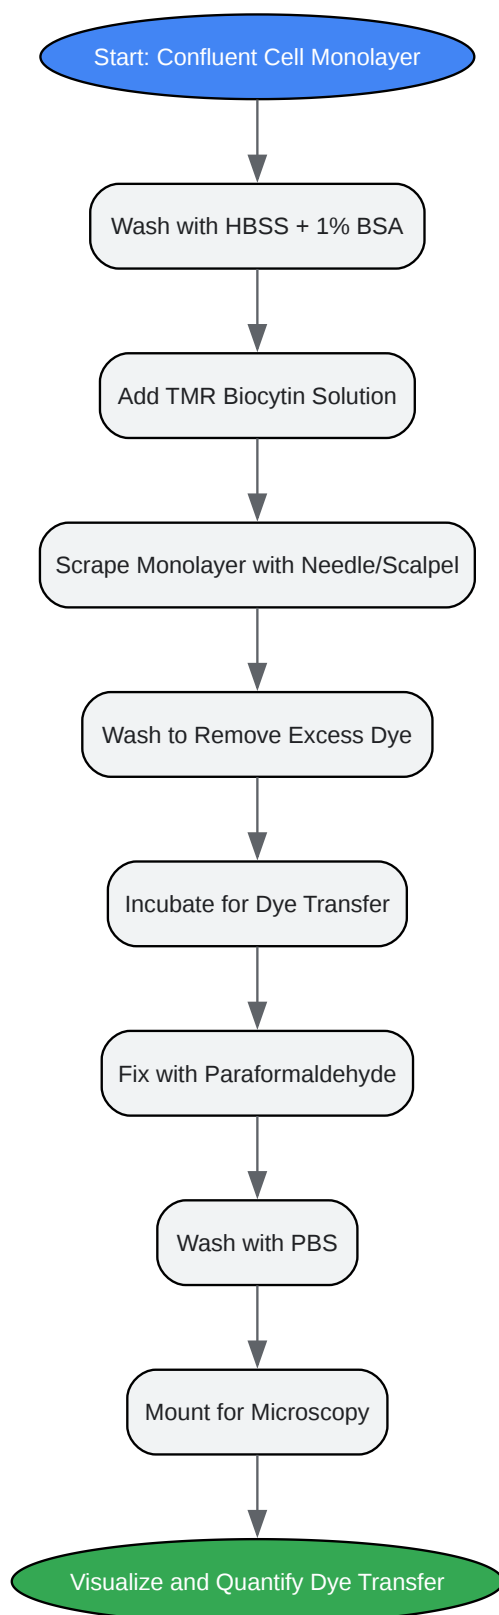 Start: Confluent Cell Monolayer
Wash with HBSS + 1% BSA
Add TMR Biocytin Solution
Scrape Monolayer with Needle/Scalpel
Wash to Remove Excess Dye
Incubate for Dye Transfer
Fix with Paraformaldehyde
Wash with PBS
Mount for Microscopy
Visualize and Quantify Dye Transfer